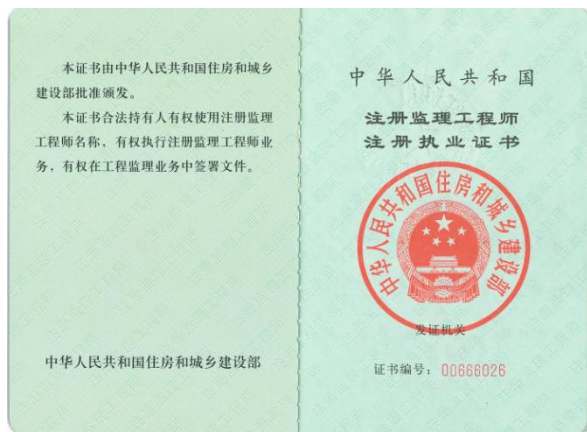 本证书由中华人民共和国住房和城乡
建设部批准颁发。
本证书合法持有人有权使用注册监理
工程师名称，有权执行注册监理工程师业
务，有权在工程监理业务中签署文件。
中华人民共和国住房和城乡建设部
中华人民共和国
注册监理工程师
注册执业证书
中华人民共和国住房和城乡建设部
发证机关
证书编号：00666026